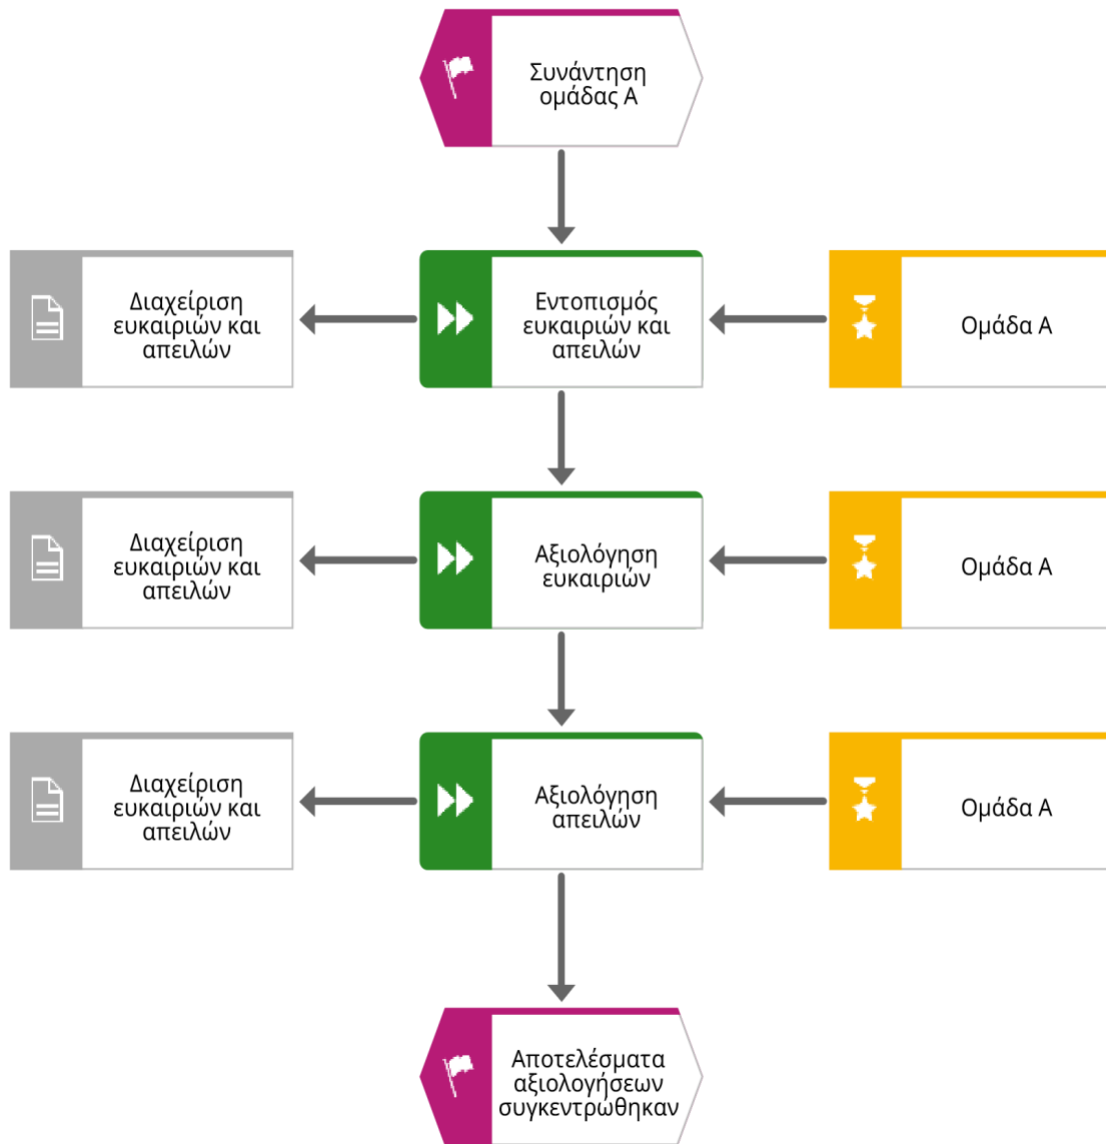 Συνάντηση
ομάδας Α
Διαχείριση
ευκαιριών και
απειλών
Εντοπισμός
ευκαιριών και
απειλών
Ομάδα Α
Διαχείριση
ευκαιριών και
απειλών
Αξιολόγηση
ευκαιριών
Ομάδα Α
Διαχείριση
ευκαιριών και
απειλών
Αξιολόγηση
απειλών
Ομάδα Α
Αποτελέσματα
αξιολογήσεων
συγκεντρώθηκαν